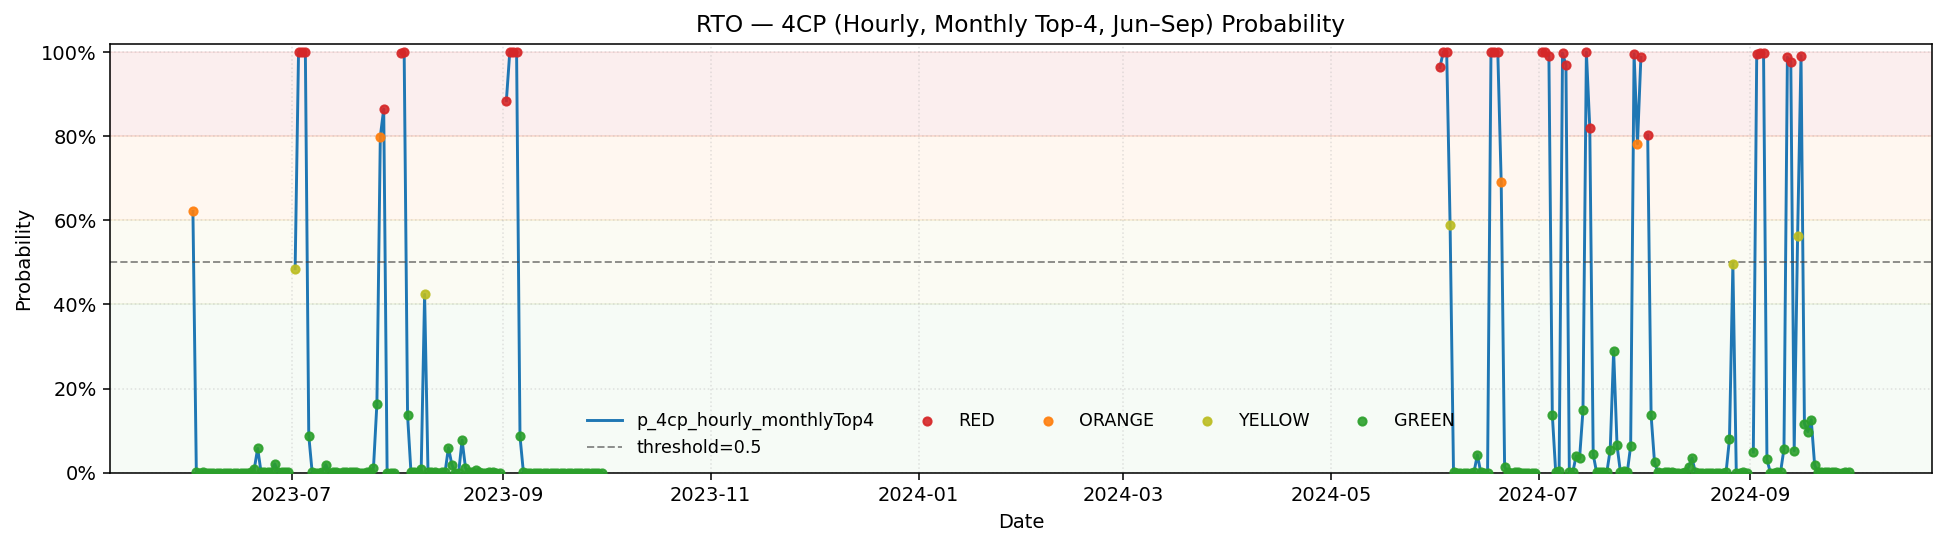 RTO — 4CP (Hourly, Monthly Top-4, Jun–Sep) Probability
100%
80%
60%
40%
20%
0%
Probability
p_4cp_hourly_monthlyTop4
threshold=0.5
RED
ORANGE
YELLOW
GREEN
2023-07
2023-09
2023-11
2024-01
2024-03
2024-05
2024-07
2024-09
Date